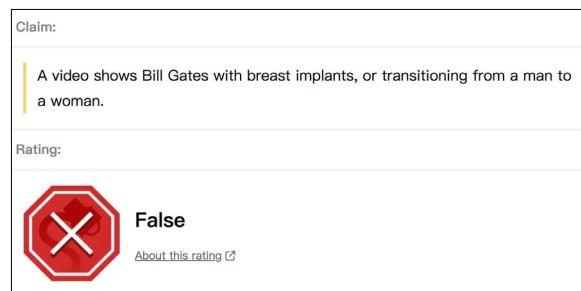 Claim:
A video shows Bill Gates with breast implants, or transitioning from a man to
a woman.
Rating:
False
About this rating